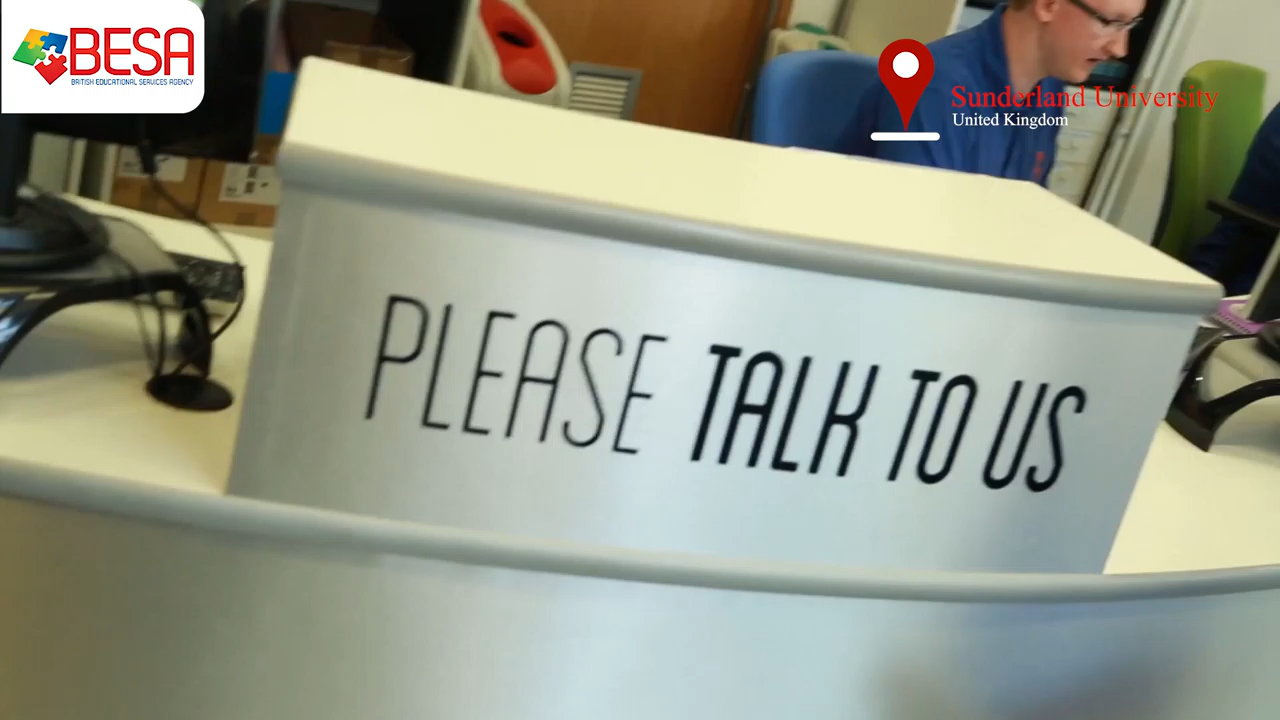 BESA
BRITISH EDUCATIONAL SERVICES AGENCY
Sunderland University
United Kingdom
PLEASE TALK TO US